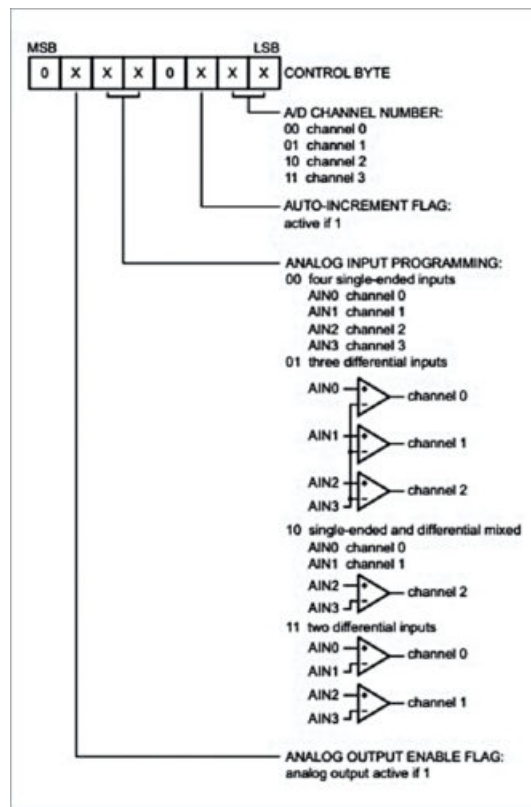 MSB LSB
0 X X X 0 X X X CONTROL BYTE
A/D CHANNEL NUMBER:
00 channel 0
01 channel 1
10 channel 2
11 channel 3
AUTO-INCREMENT FLAG:
active if 1
ANALOG INPUT PROGRAMMING:
00 four single-ended inputs
AIN0 channel 0
AIN1 channel 1
AIN2 channel 2
AIN3 channel 3
01 three differential inputs
AIN0 + − channel 0
AIN1 + − channel 1
AIN2 + − channel 2
AIN3
10 single-ended and differential mixed
AIN0 channel 0
AIN1 channel 1
AIN2 + − channel 2
AIN3
11 two differential inputs
AIN0 + − channel 0
AIN1
AIN2 + − channel 1
AIN3
ANALOG OUTPUT ENABLE FLAG:
analog output active if 1